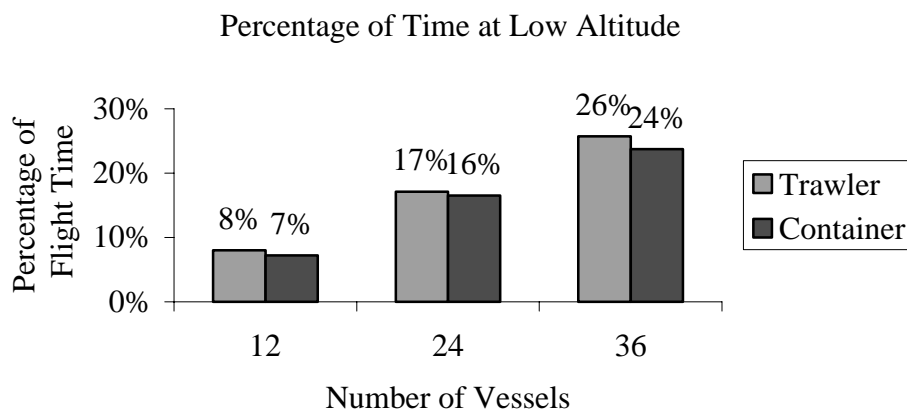 Percentage of Time at Low Altitude
Percentage of
Flight Time
30%
20%
10%
0%
8%
7%
17%
16%
26%
24%
12
24
36
Number of Vessels
Trawler
Container